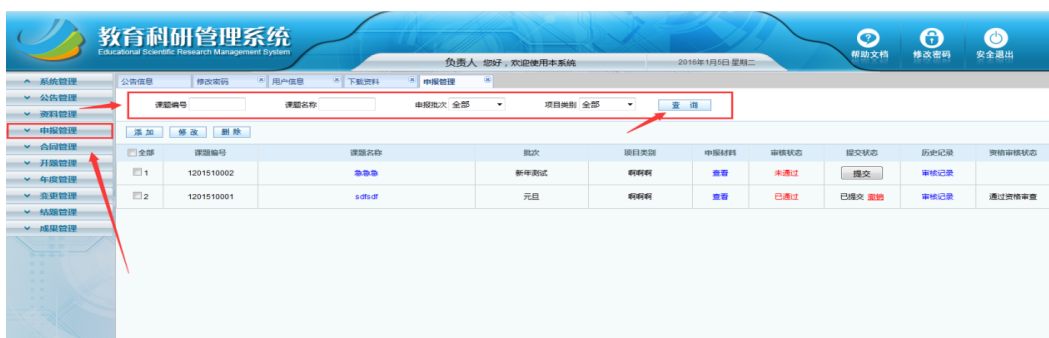 教育科研管理系统
Educational Scientific Research Management System
负责人 您好，欢迎使用本系统
2016年1月5日 星期二
帮助文档 修改密码 安全退出
系统管理
公告管理
资料管理
申报管理
合同管理
开题管理
年度管理
变更管理
结题管理
成果管理
公告信息 修改密码 用户信息 下载资料 申报管理
课题编号 课题名称 申报批次 全部 项目类别 全部 查 询
添 加 修 改 删 除
全部 课题编号 课题名称 批次 项目类别 申报材料 审核状态 提交状态 历史记录 资格审核状态
1 1201510002 急急急 新年测试 啊啊啊 查看 未通过 提交 审核记录
2 1201510001 sdfsdf 元旦 啊啊啊 查看 已通过 已提交 撤销 审核记录 通过资格审查